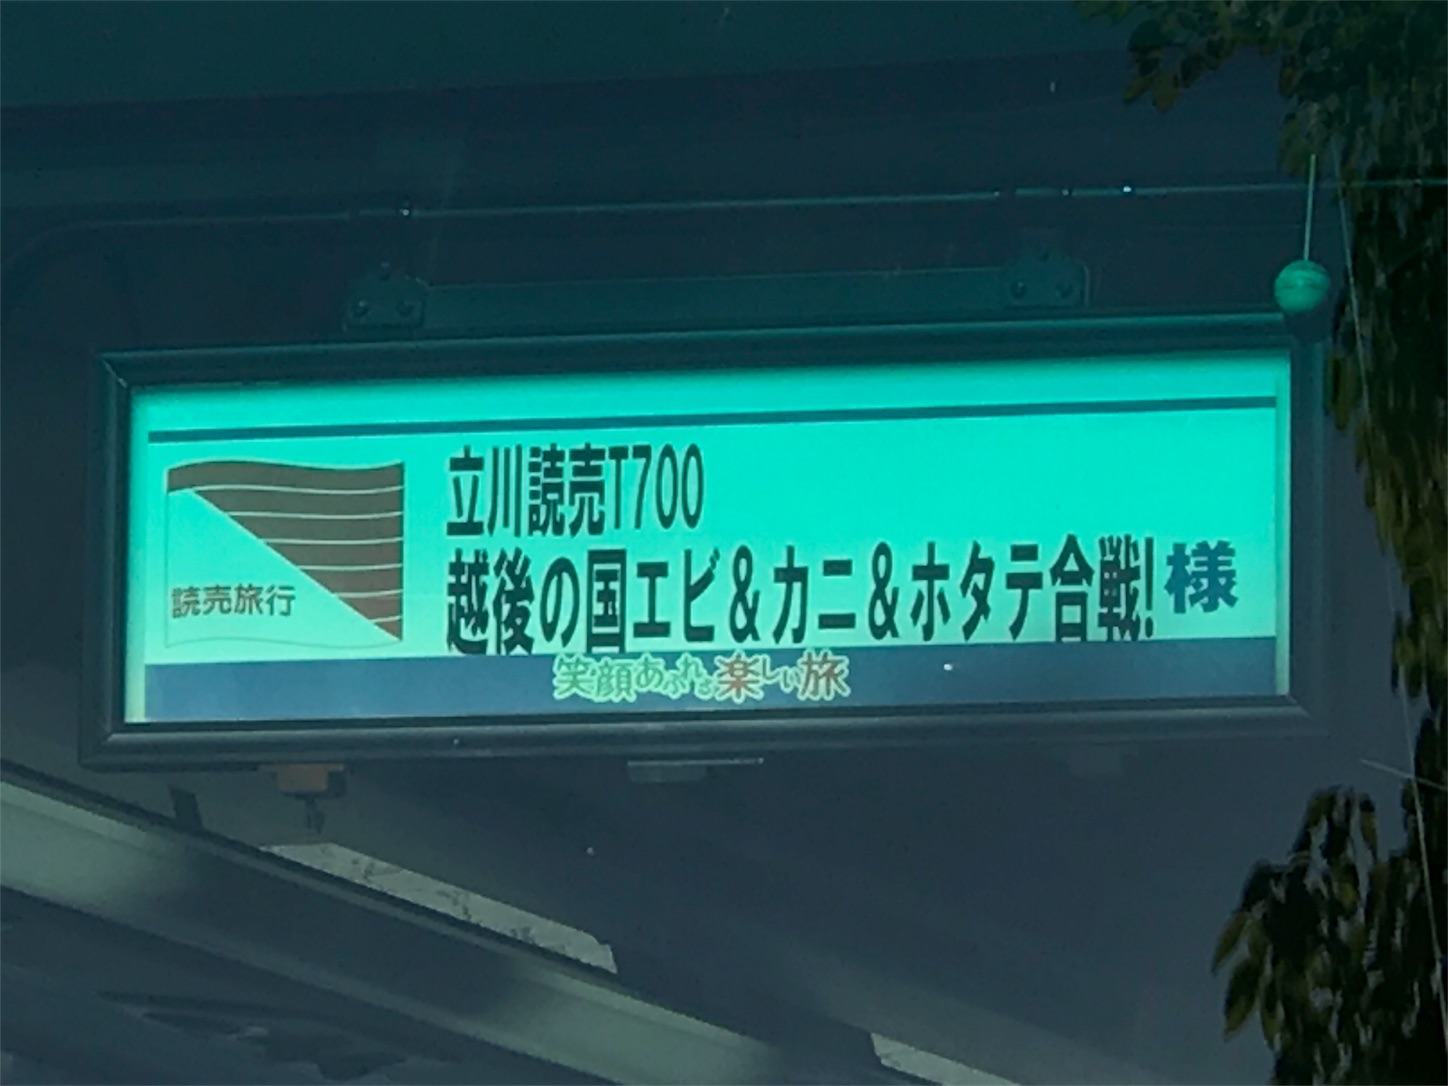 立川読売T700
越後の国エビ&カニ&ホタテ合戦!様
読売旅行
笑顔あふれる楽しい旅